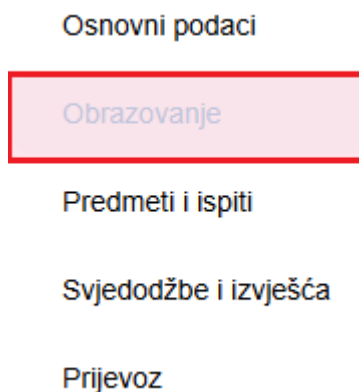 Osnovni podaci
Obrazovanje
Predmeti i ispiti
Svjedodžbe i izvješća
Prijevoz